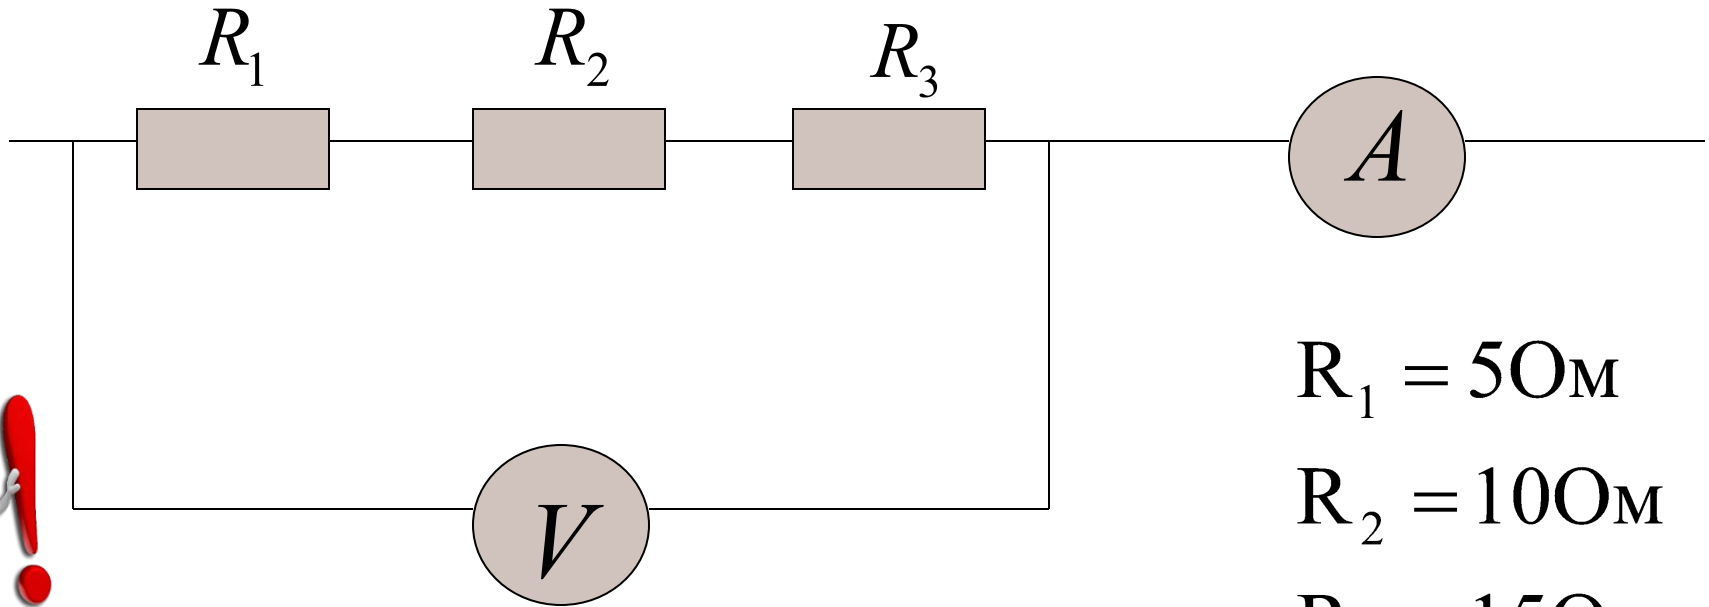 R₁ R₂ R₃
A
R₁ = 5Ом
R₂ = 10Ом
V